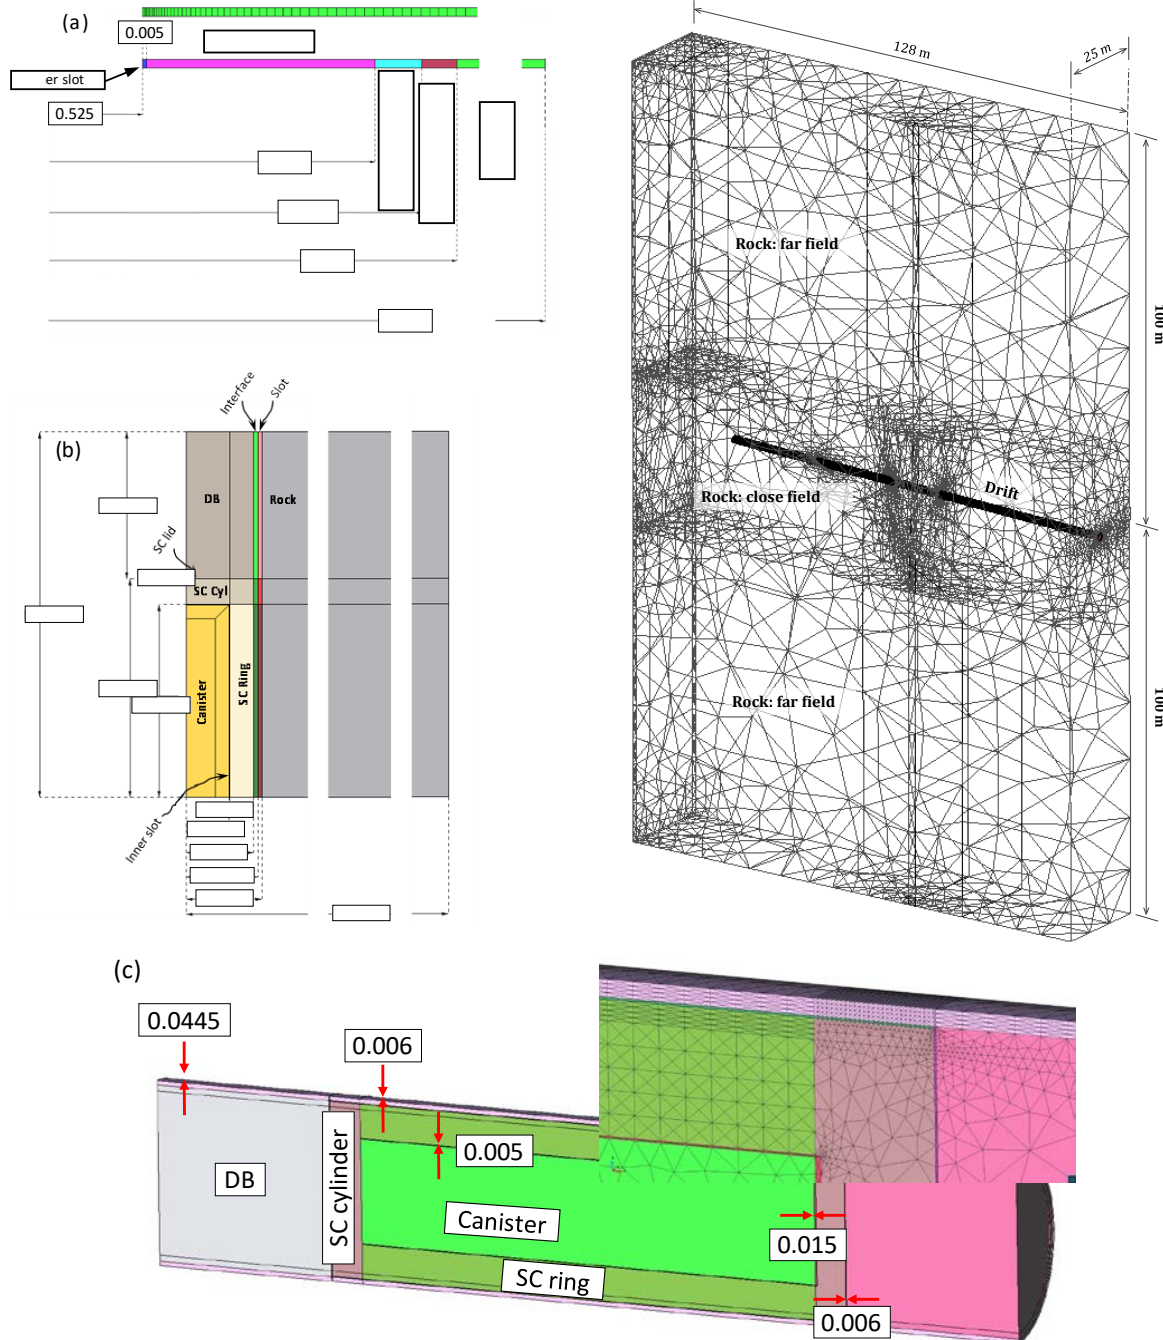 (a)
0.005
er slot
0.525
128 m
25 m
100 m
Rock: far field
Rock: close field
Drift
100 m
Rock: far field
(b)
Interface
Slot
DB
Rock
SC lid
SC Cyl
Canister
SC Ring
Inner slot
(c)
0.0445
0.006
0.005
DB
SC cylinder
Canister
SC ring
0.015
0.006